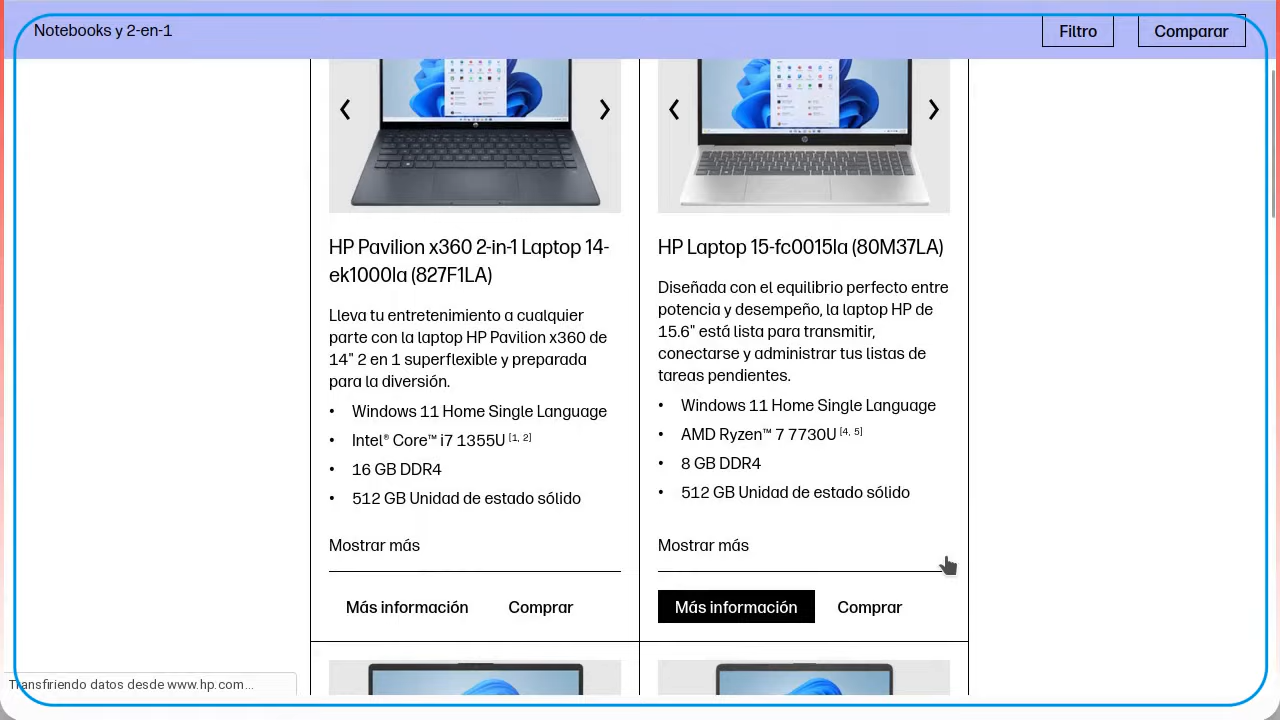 Notebooks y 2-en-1
Filtro
Comparar
HP Pavilion x360 2-in-1 Laptop 14-
ek1000la (827F1LA)
Lleva tu entretenimiento a cualquier
parte con la laptop HP Pavilion x360 de
14" 2 en 1 superflexible y preparada
para la diversión.
• Windows 11 Home Single Language
• Intel® Core™ i7 1355U [1, 2]
• 16 GB DDR4
• 512 GB Unidad de estado sólido
Mostrar más
Más información
Comprar
HP Laptop 15-fc0015la (80M37LA)
Diseñada con el equilibrio perfecto entre
potencia y desempeño, la laptop HP de
15.6" está lista para transmitir,
conectarse y administrar tus listas de
tareas pendientes.
• Windows 11 Home Single Language
• AMD Ryzen™ 7 7730U [4, 5]
• 8 GB DDR4
• 512 GB Unidad de estado sólido
Mostrar más
Más información
Comprar
Transfiriendo datos desde www.hp.com...